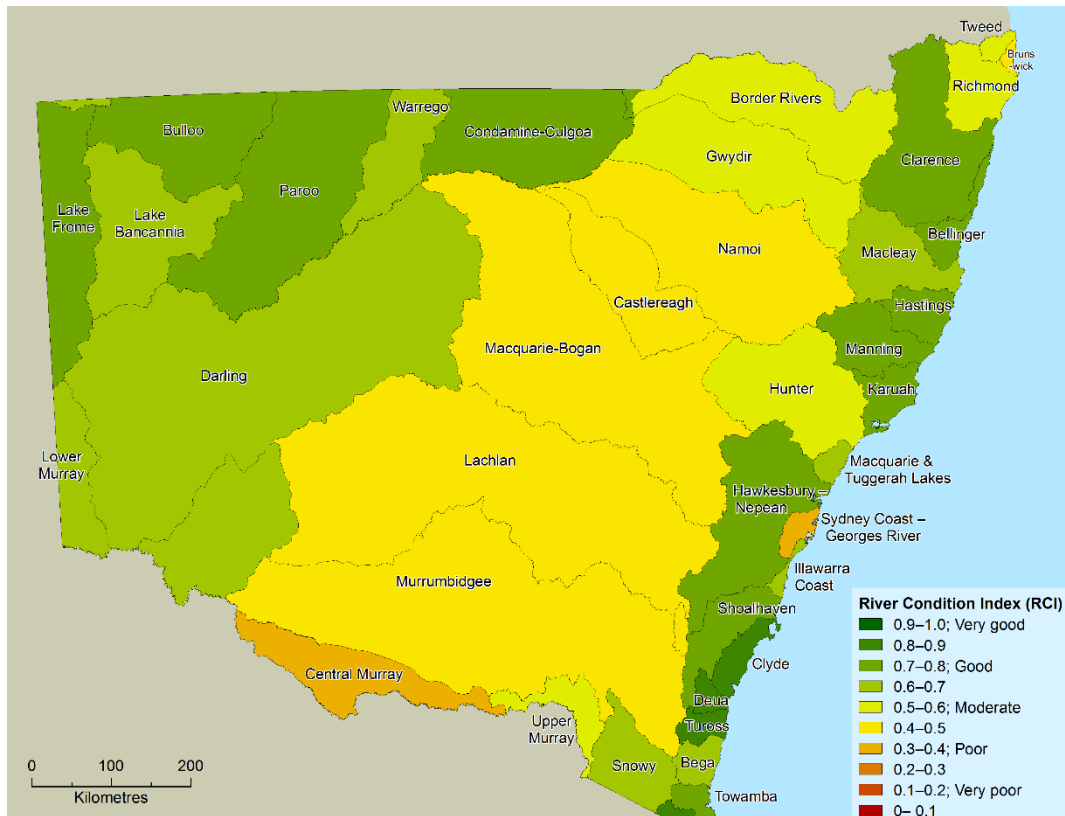 Tweed
Bruns
-wick
Richmond
Border Rivers
Warrego
Condamine-Culgoa
Bulloo
Gwydir
Clarence
Paroo
Lake
Frome
Lake
Bancannia
Bellinger
Namoi
Macleay
Castlereagh
Hastings
Macquarie-Bogan
Manning
Darling
Hunter
Karuah
Lower
Murray
Lachlan
Macquarie &
Tuggerah Lakes
Hawkesbury –
Nepean
Sydney Coast –
Georges River
Illawarra
Coast
Murrumbidgee
Shoalhaven
Clyde
Central Murray
Deua
Tuross
Upper
Murray
Snowy
Bega
Towamba
0 100 200
Kilometres
River Condition Index (RCI)
0.9–1.0; Very good
0.8–0.9
0.7–0.8; Good
0.6–0.7
0.5–0.6; Moderate
0.4–0.5
0.3–0.4; Poor
0.2–0.3
0.1–0.2; Very poor
0– 0.1